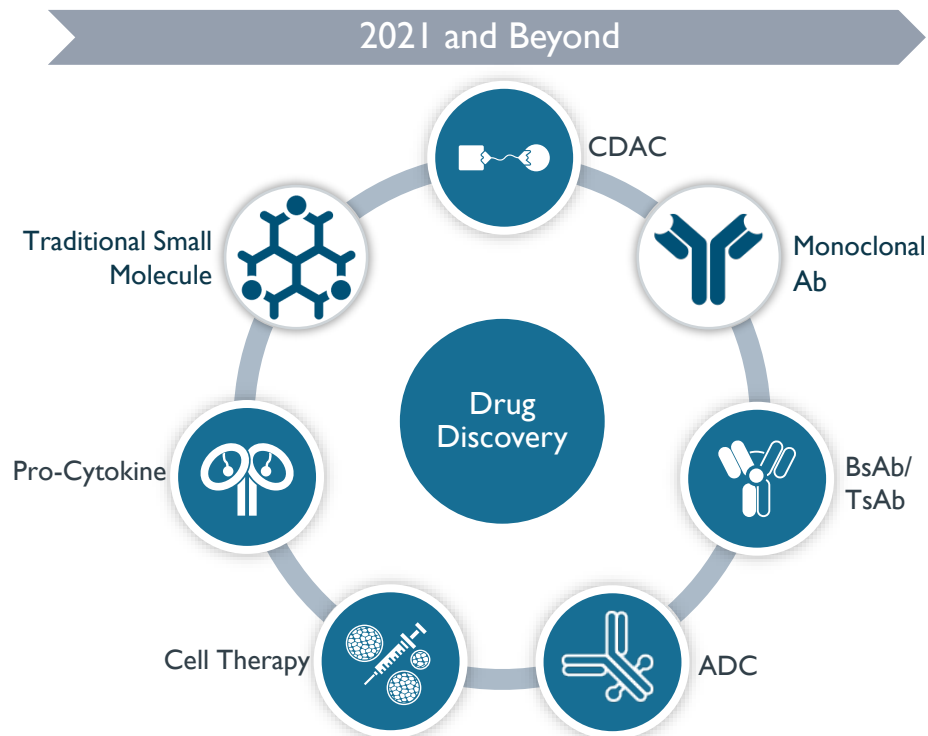 2021 and Beyond
CDAC
Traditional Small
Molecule
Monoclonal
Ab
Drug
Discovery
Pro-Cytokine
BsAb/
TsAb
Cell Therapy
ADC